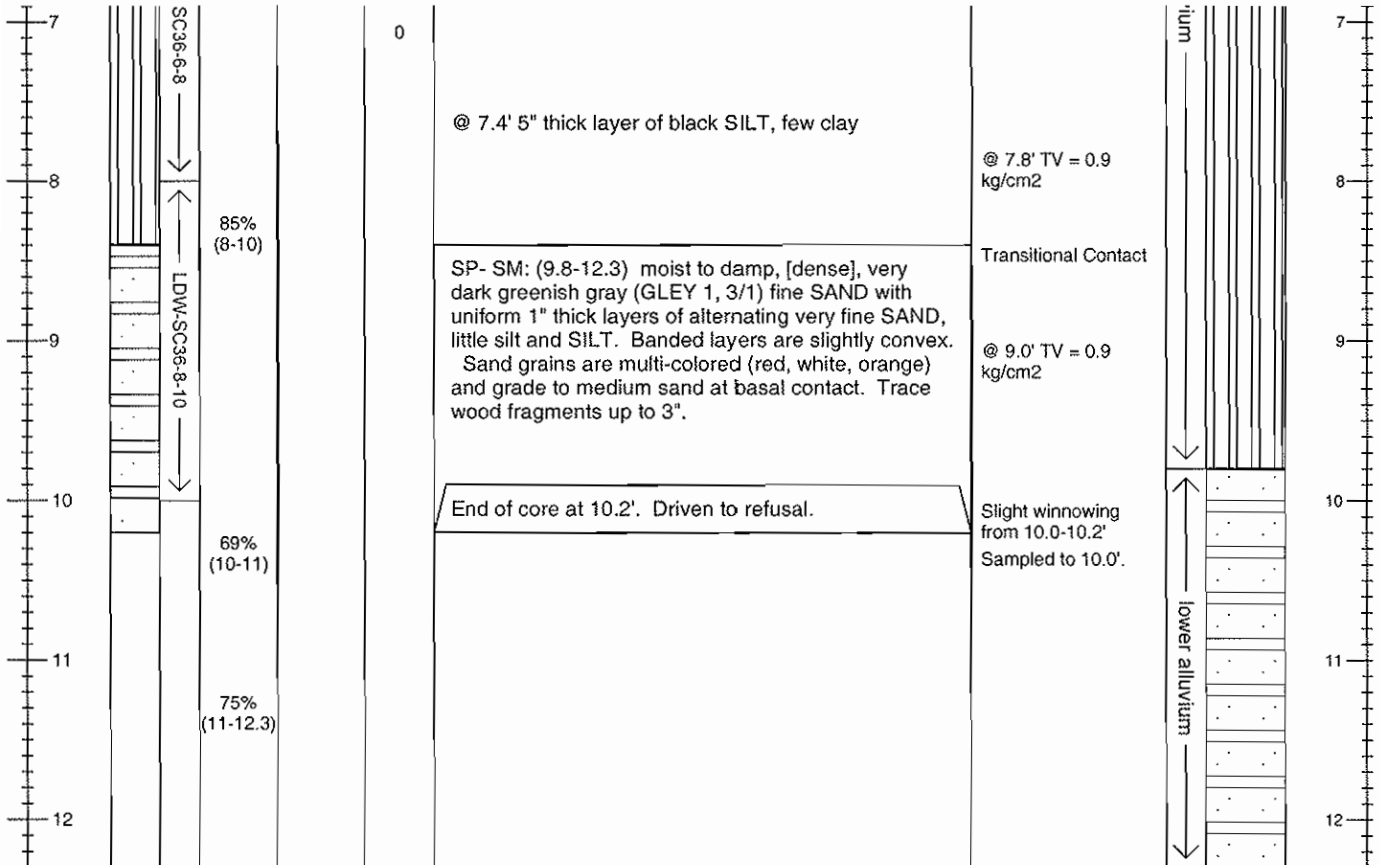 7
SC36-6-8
0
ium
7
@ 7.4' 5" thick layer of black SILT, few clay
@ 7.8' TV = 0.9
kg/cm2
8
8
85%
(8-10)
LDW-SC36-8-10
Transitional Contact
SP- SM: (9.8-12.3) moist to damp, [dense], very
dark greenish gray (GLEY 1, 3/1) fine SAND with
uniform 1" thick layers of alternating very fine SAND,
little silt and SILT. Banded layers are slightly convex.
Sand grains are multi-colored (red, white, orange)
and grade to medium sand at basal contact. Trace
wood fragments up to 3".
9
@ 9.0' TV = 0.9
kg/cm2
9
10
End of core at 10.2'. Driven to refusal.
Slight winnowing
from 10.0-10.2'
Sampled to 10.0'.
10
69%
(10-11)
lower alluvium
11
11
75%
(11-12.3)
12
12